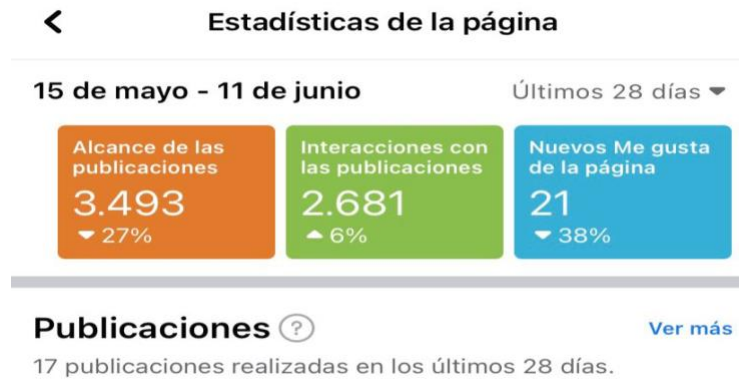 Estadísticas de la página
15 de mayo - 11 de junio
Últimos 28 días
Alcance de las
publicaciones
3.493
27%
Interacciones con
las publicaciones
2.681
6%
Nuevos Me gusta
de la página
21
38%
Publicaciones ?
Ver más
17 publicaciones realizadas en los últimos 28 días.